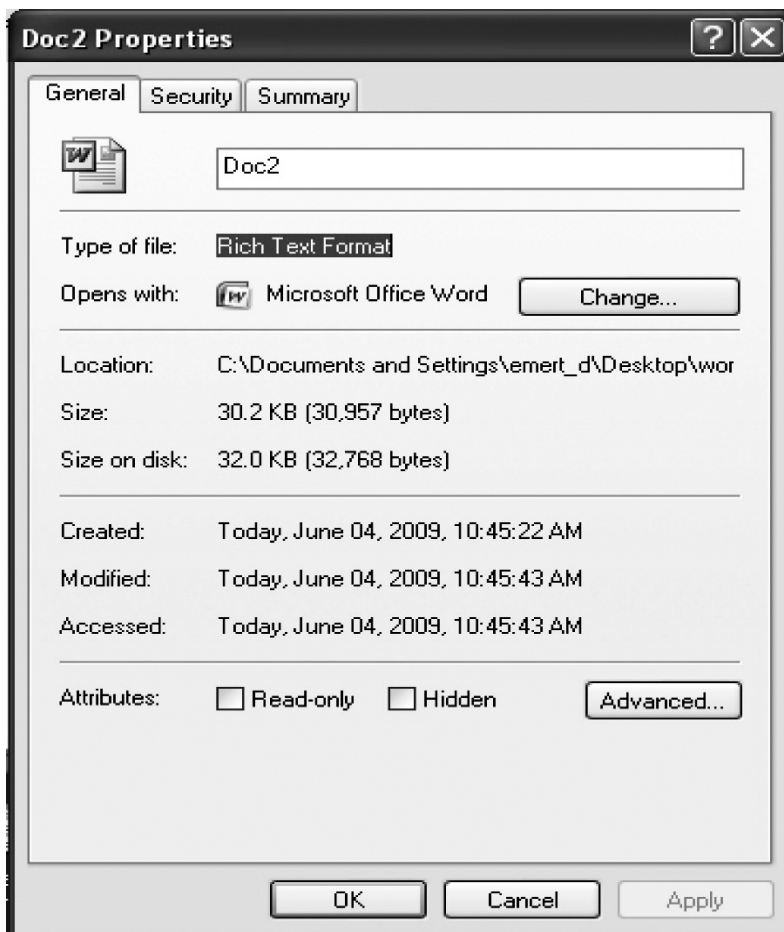 Doc2 Properties
General Security Summary
Doc2
Type of file: Rich Text Format
Opens with: Microsoft Office Word Change...
Location: C:\Documents and Settings\emert_d\Desktop\wor
Size: 30.2 KB (30,957 bytes)
Size on disk: 32.0 KB (32,768 bytes)
Created: Today, June 04, 2009, 10:45:22 AM
Modified: Today, June 04, 2009, 10:45:43 AM
Accessed: Today, June 04, 2009, 10:45:43 AM
Attributes: Read-only Hidden Advanced...
OK Cancel Apply